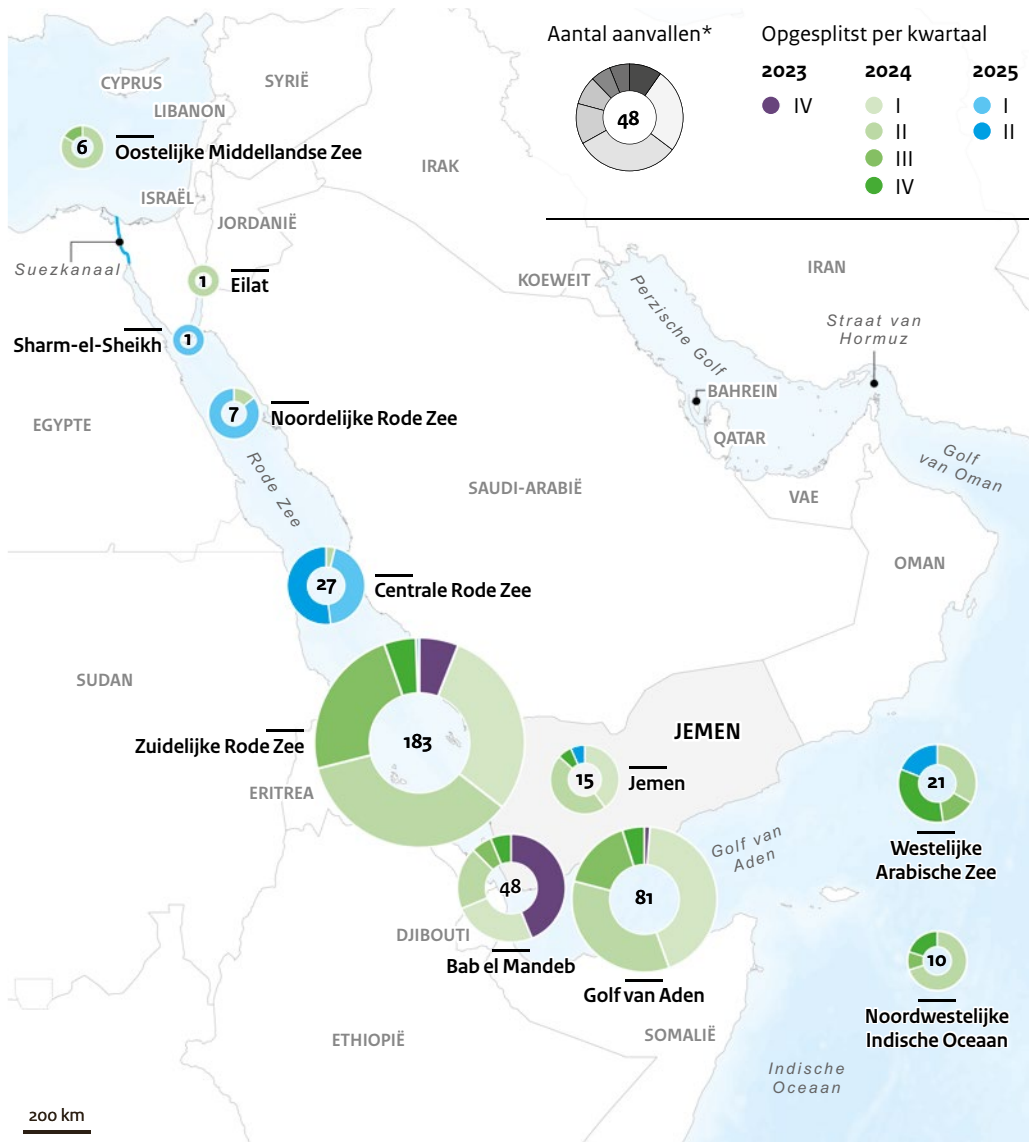 Aantal aanvallen*
48
Opgesplitst per kwartaal
2023
IV
2024
I
II
III
IV
2025
I
II
CYPRUS
SYRIË
LIBANON
6
Oostelijke Middellandse Zee
IRAK
ISRAËL
JORDANIË
Suezkanaal
1
Eilat
KOEWEIT
IRAN
Perzische Golf
Straat van
Hormuz
Sharm-el-Sheikh
1
BAHREIN
7
Noordelijke Rode Zee
EGYPTE
QATAR
Golf
van Oman
Rode Zee
SAUDI-ARABIË
VAE
OMAN
27
Centrale Rode Zee
SUDAN
Zuidelijke Rode Zee
183
JEMEN
15
Jemen
ERITREA
21
Westelijke
Arabische Zee
Golf van
Aden
48
81
DJIBOUTI
Bab el Mandeb
Golf van Aden
10
Noordwestelijke
Indische Oceaan
ETHIOPIË
SOMALIË
Indische
Oceaan
200 km